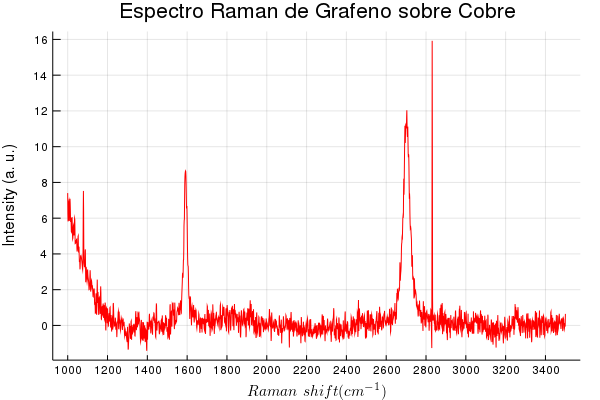 Espectro Raman de Grafeno sobre Cobre
Intensity (a. u.)
16
14
12
10
8
6
4
2
0
1000 1200 1400 1600 1800 2000 2200 2400 2600 2800 3000 3200 3400
Raman shift(cm⁻¹)